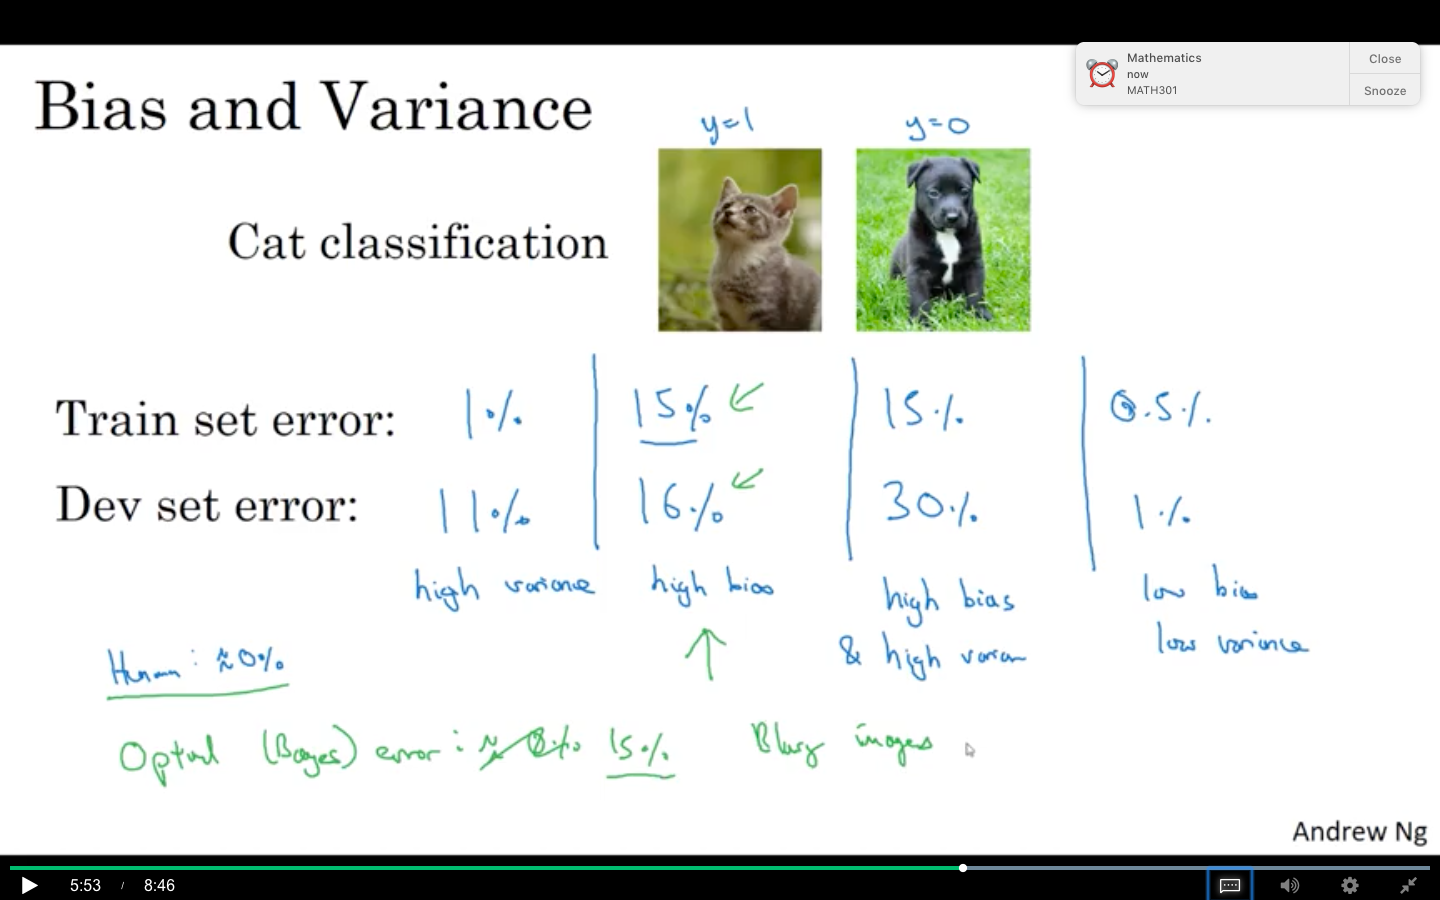 Mathematics
now
MATH301
Close
Snooze
Bias and Variance
y=1 y=0
Cat classification
Train set error: 1% 15% 15% 0.5%
Dev set error: 11% 16% 30% 1%
high variance high bias high bias low bias
& high low variance
Human: ≈0%
(Bayes) error: ≈ 0% 15% Blurry images
Andrew Ng
5:53 / 8:46